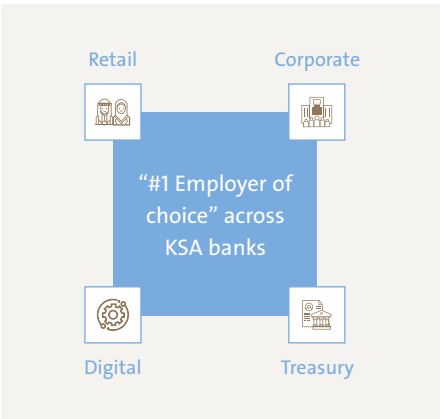 Retail
Corporate
“#1 Employer of
choice” across
KSA banks
Digital
Treasury